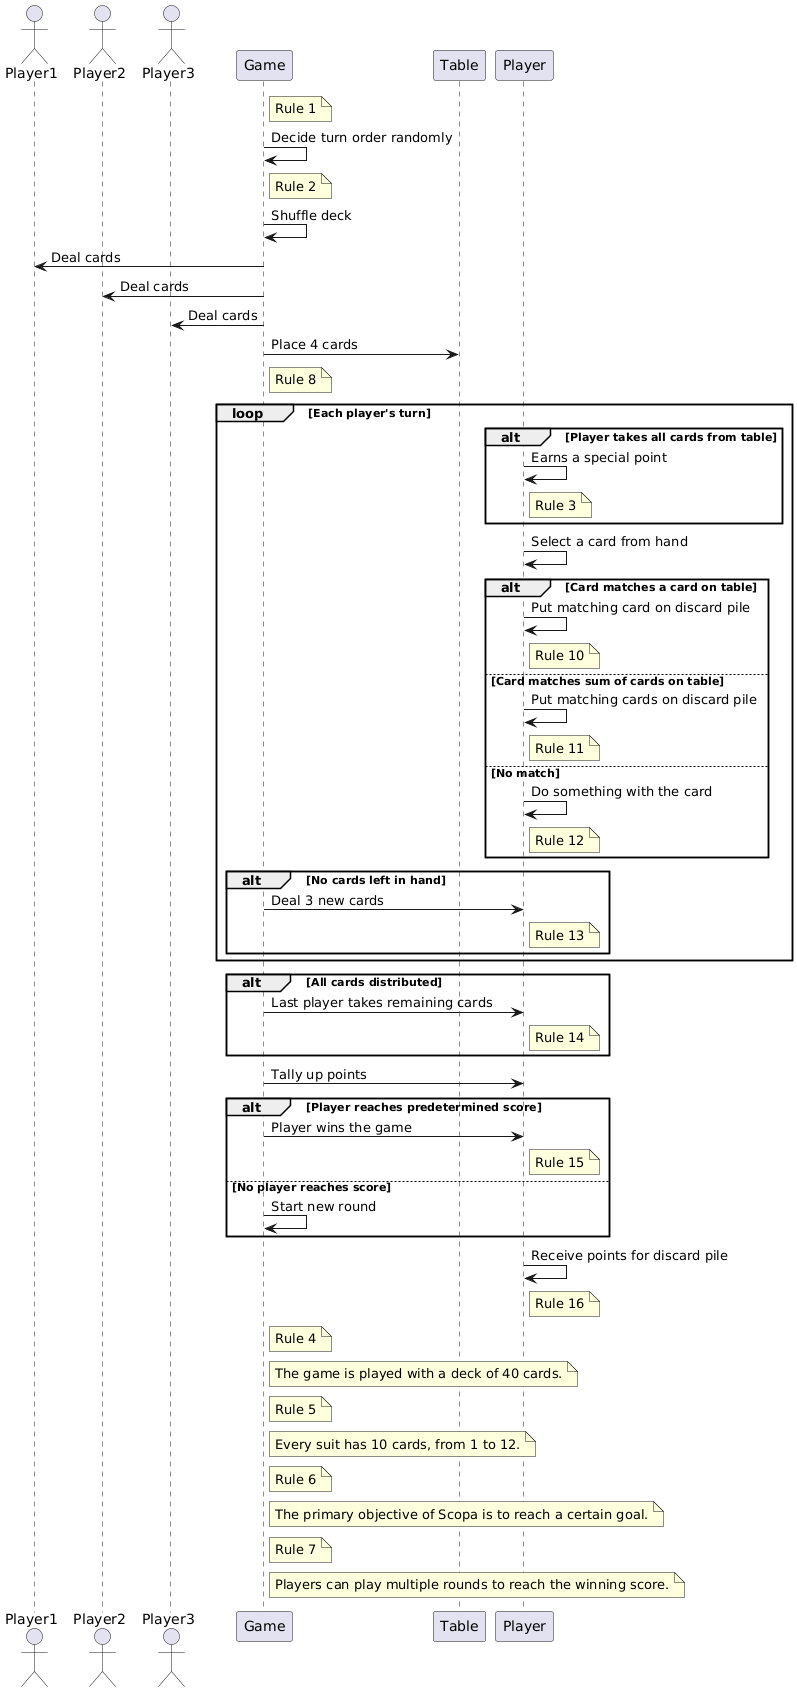 Player1 Player2 Player3
Game Table Player
Rule 1
Decide turn order randomly
Rule 2
Shuffle deck
Deal cards
Deal cards
Deal cards
Place 4 cards
Rule 8
loop [Each player's turn]
alt [Player takes all cards from table]
Earns a special point
Rule 3
Select a card from hand
alt [Card matches a card on table]
Put matching card on discard pile
Rule 10
[Card matches sum of cards on table]
Put matching cards on discard pile
Rule 11
[No match]
Do something with the card
Rule 12
alt [No cards left in hand]
Deal 3 new cards
Rule 13
alt [All cards distributed]
Last player takes remaining cards
Rule 14
Tally up points
alt [Player reaches predetermined score]
Player wins the game
Rule 15
[No player reaches score]
Start new round
Receive points for discard pile
Rule 16
Rule 4
The game is played with a deck of 40 cards.
Rule 5
Every suit has 10 cards, from 1 to 12.
Rule 6
The primary objective of Scopa is to reach a certain goal.
Rule 7
Players can play multiple rounds to reach the winning score.
Player1 Player2 Player3
Game Table Player